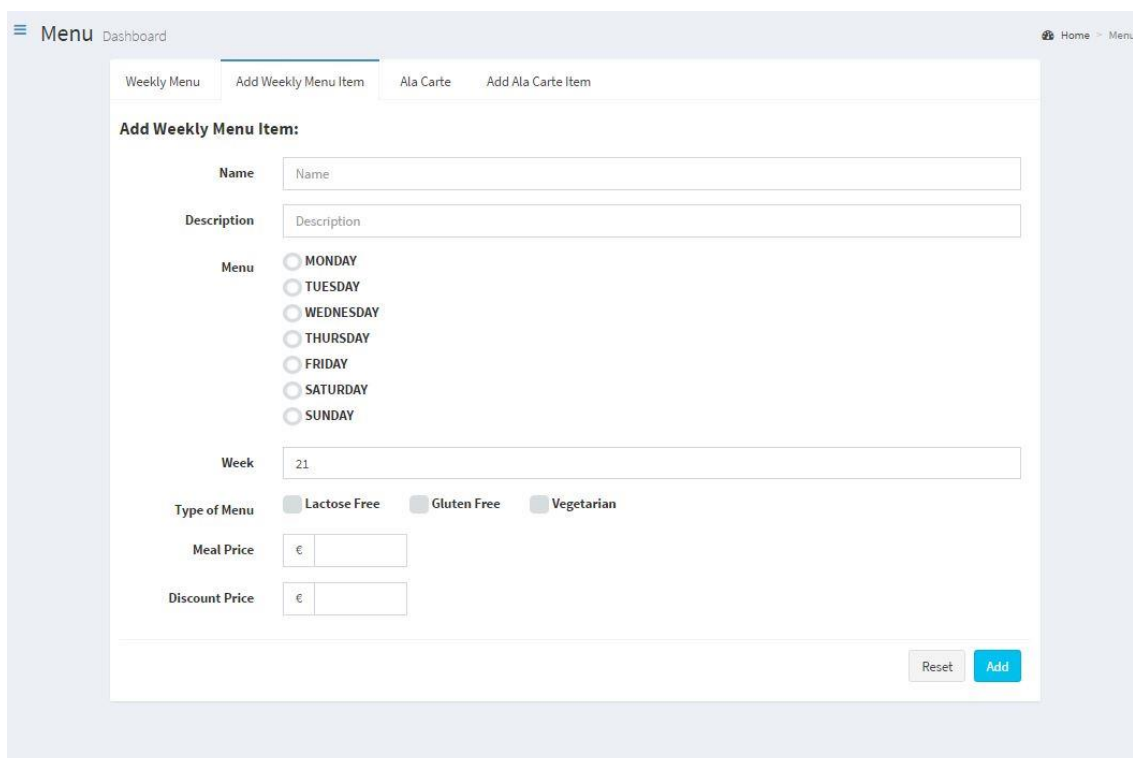 Menu Dashboard Home > Menu
Weekly Menu Add Weekly Menu Item Ala Carte Add Ala Carte Item
Add Weekly Menu Item:
Name Name
Description Description
Menu MONDAY
TUESDAY
WEDNESDAY
THURSDAY
FRIDAY
SATURDAY
SUNDAY
Week 21
Type of Menu Lactose Free Gluten Free Vegetarian
Meal Price €
Discount Price €
Reset Add